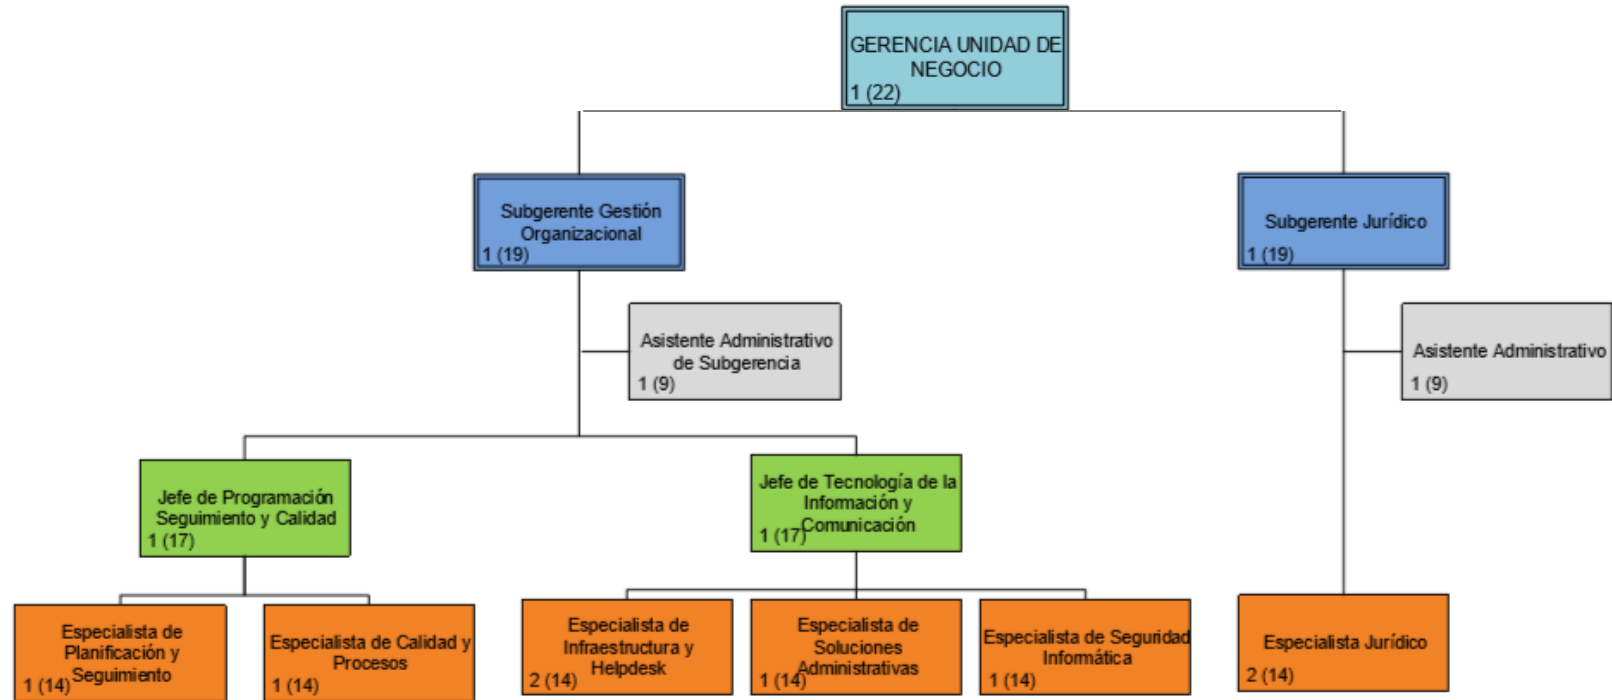 GERENCIA UNIDAD DE
NEGOCIO
1 (22)
Subgerente Gestión
Organizacional
1 (19)
Subgerente Jurídico
1 (19)
Asistente Administrativo
de Subgerencia
1 (9)
Asistente Administrativo
1 (9)
Jefe de Programación
Seguimiento y Calidad
1 (17)
Jefe de Tecnología de la
Información y
Comunicación
1 (17)
Especialista de
Planificación y
Seguimiento
1 (14)
Especialista de Calidad y
Procesos
1 (14)
Especialista de
Infraestructura y
Helpdesk
2 (14)
Especialista de
Soluciones
Administrativas
1 (14)
Especialista de Seguridad
Informática
1 (14)
Especialista Jurídico
2 (14)